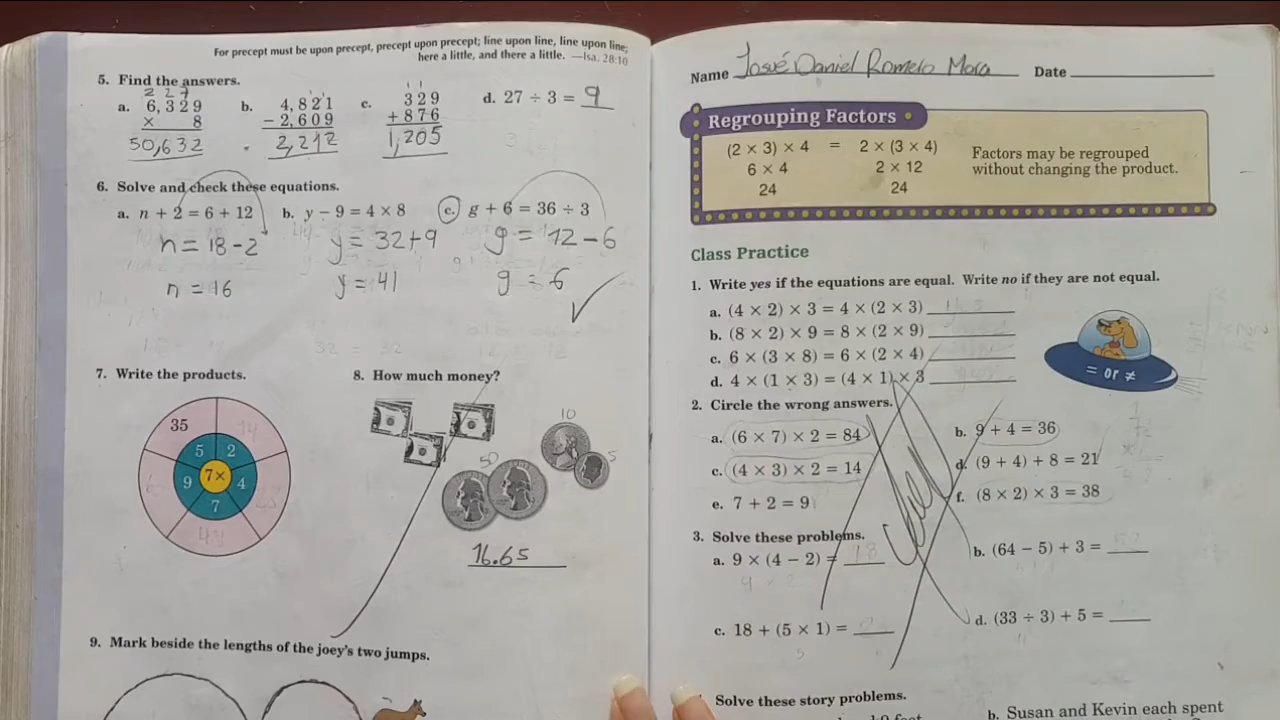 For precept must be upon precept, precept upon precept; line upon line, line upon line;
here a little, and there a little. —Isa. 28:10
5. Find the answers.
a. 6,329
× 8
50,632
b. 4,821
– 2,609
2,212
c. 329
+ 876
1,205
d. 27 ÷ 3 = 9
6. Solve and check these equations.
a. n + 2 = 6 + 12
n = 18 - 2
n = 16
b. y – 9 = 4 × 8
y = 32 + 9
y = 41
c. g + 6 = 36 ÷ 3
g = 12 - 6
g = 6
7. Write the products.
35
5 2
9 7× 4
7
8. How much money?
10
50
5
16.65
9. Mark beside the lengths of the joey's two jumps.
Name Josué Daniel Romero Mora Date
Regrouping Factors
(2 × 3) × 4 = 2 × (3 × 4)
6 × 4 2 × 12
24 24
Factors may be regrouped
without changing the product.
Class Practice
1. Write yes if the equations are equal. Write no if they are not equal.
a. (4 × 2) × 3 = 4 × (2 × 3)
b. (8 × 2) × 9 = 8 × (2 × 9)
c. 6 × (3 × 8) = 6 × (2 × 4)
d. 4 × (1 × 3) = (4 × 1) × 3
= or ≠
2. Circle the wrong answers.
a. (6 × 7) × 2 = 84
b. 9 + 4 = 36
c. (4 × 3) × 2 = 14
d. (9 + 4) + 8 = 21
e. 7 + 2 = 9
f. (8 × 2) × 3 = 38
3. Solve these problems.
a. 9 × (4 – 2) = 18
b. (64 – 5) + 3 =
c. 18 + (5 × 1) =
d. (33 ÷ 3) + 5 =
Solve these story problems.
b. Susan and Kevin each spent